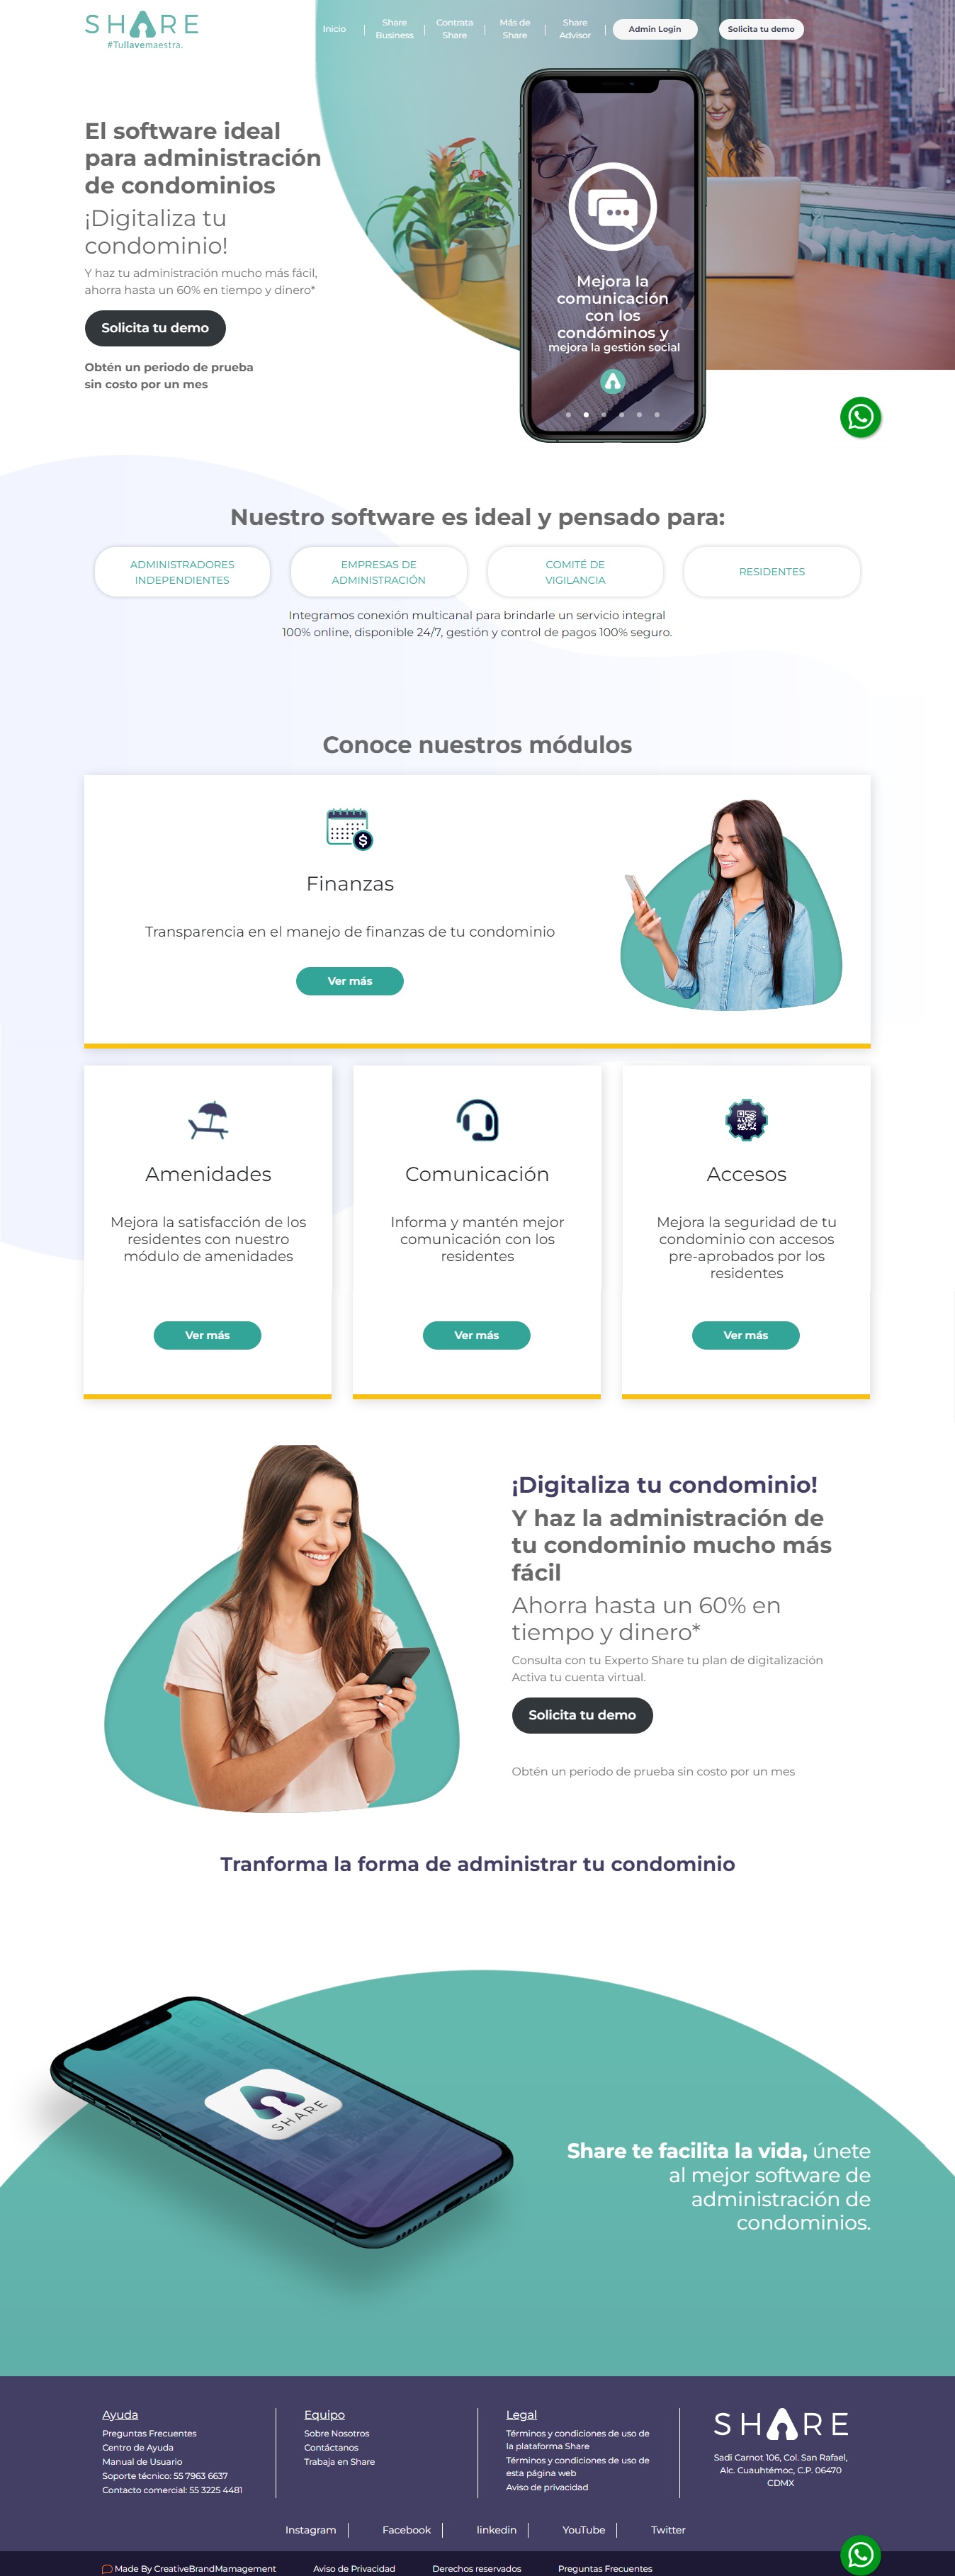 SHARE
#Tullavemaestra.
Inicio
Share
Business
Contrata
Share
Más de
Share
Share
Advisor
Admin Login
Solicita tu demo
El software ideal
para administración
de condominios
¡Digitaliza tu
condominio!
Y haz tu administración mucho más fácil,
ahorra hasta un 60% en tiempo y dinero*
Solicita tu demo
Obtén un periodo de prueba
sin costo por un mes
Mejora la
comunicación
con los
condóminos y
mejora la gestión social
Nuestro software es ideal y pensado para:
ADMINISTRADORES
INDEPENDIENTES
EMPRESAS DE
ADMINISTRACIÓN
COMITÉ DE
VIGILANCIA
RESIDENTES
Integramos conexión multicanal para brindarle un servicio integral
100% online, disponible 24/7, gestión y control de pagos 100% seguro.
Conoce nuestros módulos
Finanzas
Transparencia en el manejo de finanzas de tu condominio
Ver más
Amenidades
Mejora la satisfacción de los
residentes con nuestro
módulo de amenidades
Ver más
Comunicación
Informa y mantén mejor
comunicación con los
residentes
Ver más
Accesos
Mejora la seguridad de tu
condominio con accesos
pre-aprobados por los
residentes
Ver más
¡Digitaliza tu condominio!
Y haz la administración de
tu condominio mucho más
fácil
Ahorra hasta un 60% en
tiempo y dinero*
Consulta con tu Experto Share tu plan de digitalización
Activa tu cuenta virtual.
Solicita tu demo
Obtén un periodo de prueba sin costo por un mes
Tranforma la forma de administrar tu condominio
SHARE
Share te facilita la vida, únete
al mejor software de
administración de
condominios.
Ayuda
Preguntas Frecuentes
Centro de Ayuda
Manual de Usuario
Soporte técnico: 55 7963 6637
Contacto comercial: 55 3225 4481
Equipo
Sobre Nosotros
Contáctanos
Trabaja en Share
Legal
Términos y condiciones de uso de
la plataforma Share
Términos y condiciones de uso de
esta página web
Aviso de privacidad
SHARE
Sadi Carnot 106, Col. San Rafael,
Alc. Cuauhtémoc, C.P. 06470
CDMX
Instagram
Facebook
linkedin
YouTube
Twitter
Made By CreativeBrandMamagement
Aviso de Privacidad
Derechos reservados
Preguntas Frecuentes